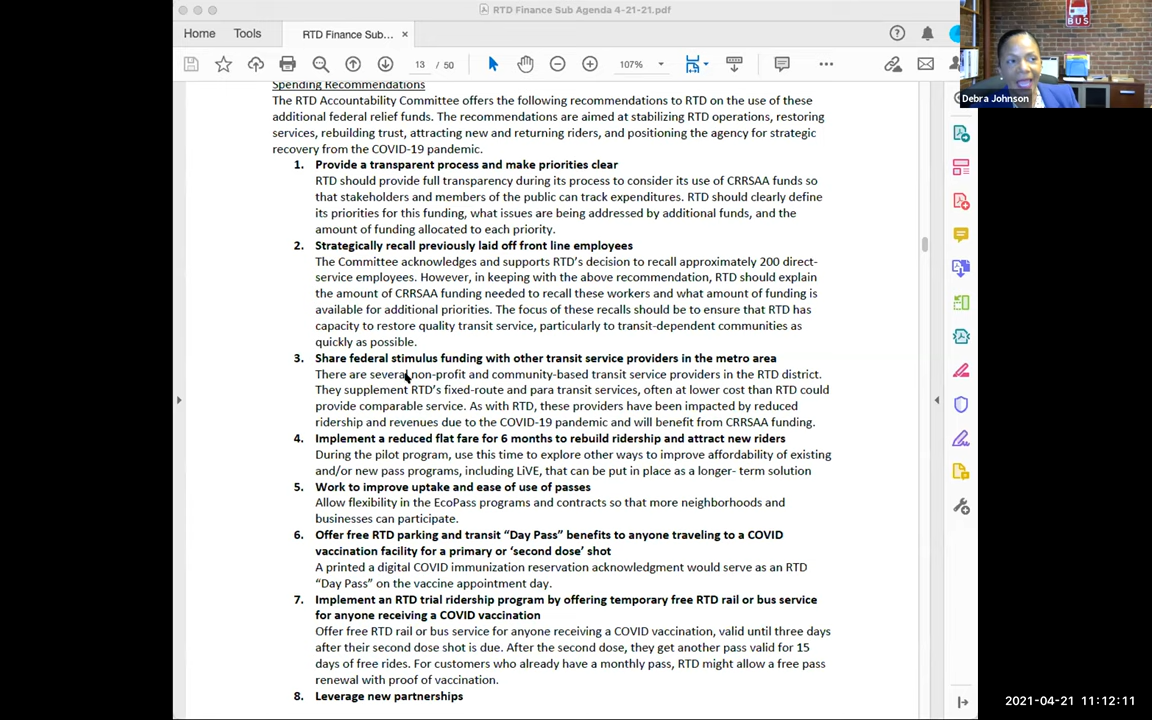 RTD Finance Sub Agenda 4-21-21.pdf
Home
Tools
RTD Finance Sub...
×
13 / 50
107%
BUS
Debra Johnson
Spending Recommendations
The RTD Accountability Committee offers the following recommendations to RTD on the use of these
additional federal relief funds. The recommendations are aimed at stabilizing RTD operations, restoring
services, rebuilding trust, attracting new and returning riders, and positioning the agency for strategic
recovery from the COVID-19 pandemic.
1. Provide a transparent process and make priorities clear
RTD should provide full transparency during its process to consider its use of CRRSAA funds so
that stakeholders and members of the public can track expenditures. RTD should clearly define
its priorities for this funding, what issues are being addressed by additional funds, and the
amount of funding allocated to each priority.
2. Strategically recall previously laid off front line employees
The Committee acknowledges and supports RTD's decision to recall approximately 200 direct-
service employees. However, in keeping with the above recommendation, RTD should explain
the amount of CRRSAA funding needed to recall these workers and what amount of funding is
available for additional priorities. The focus of these recalls should be to ensure that RTD has
capacity to restore quality transit service, particularly to transit-dependent communities as
quickly as possible.
3. Share federal stimulus funding with other transit service providers in the metro area
There are several non-profit and community-based transit service providers in the RTD district.
They supplement RTD's fixed-route and para transit services, often at lower cost than RTD could
provide comparable service. As with RTD, these providers have been impacted by reduced
ridership and revenues due to the COVID-19 pandemic and will benefit from CRRSAA funding.
4. Implement a reduced flat fare for 6 months to rebuild ridership and attract new riders
During the pilot program, use this time to explore other ways to improve affordability of existing
and/or new pass programs, including LiVE, that can be put in place as a longer- term solution
5. Work to improve uptake and ease of use of passes
Allow flexibility in the EcoPass programs and contracts so that more neighborhoods and
businesses can participate.
6. Offer free RTD parking and transit “Day Pass” benefits to anyone traveling to a COVID
vaccination facility for a primary or ‘second dose’ shot
A printed a digital COVID immunization reservation acknowledgment would serve as an RTD
“Day Pass” on the vaccine appointment day.
7. Implement an RTD trial ridership program by offering temporary free RTD rail or bus service
for anyone receiving a COVID vaccination
Offer free RTD rail or bus service for anyone receiving a COVID vaccination, valid until three days
after their second dose shot is due. After the second dose, they get another pass valid for 15
days of free rides. For customers who already have a monthly pass, RTD might allow a free pass
renewal with proof of vaccination.
8. Leverage new partnerships
2021-04-21 11:12:11